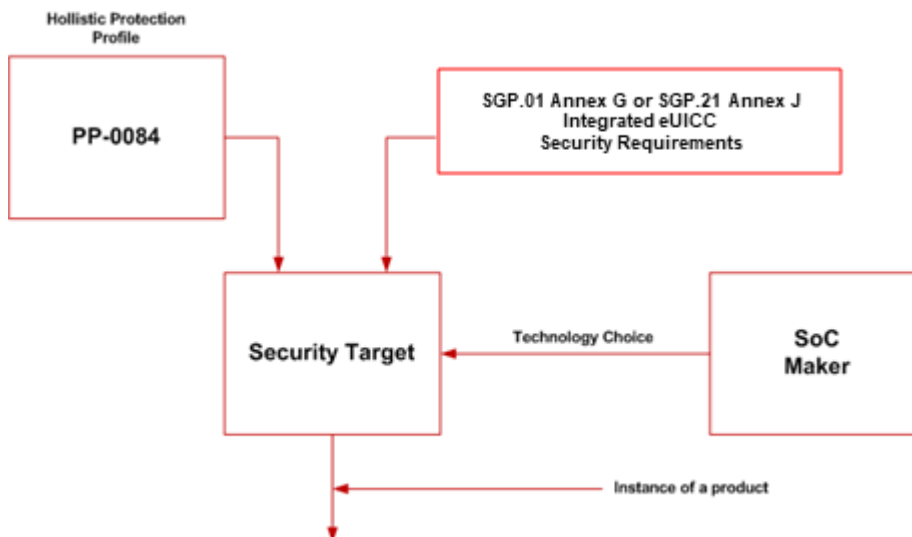 Hollistic Protection
Profile
PP-0084
SGP.01 Annex G or SGP.21 Annex J
Integrated eUICC
Security Requirements
Security Target
Technology Choice
SoC
Maker
Instance of a product